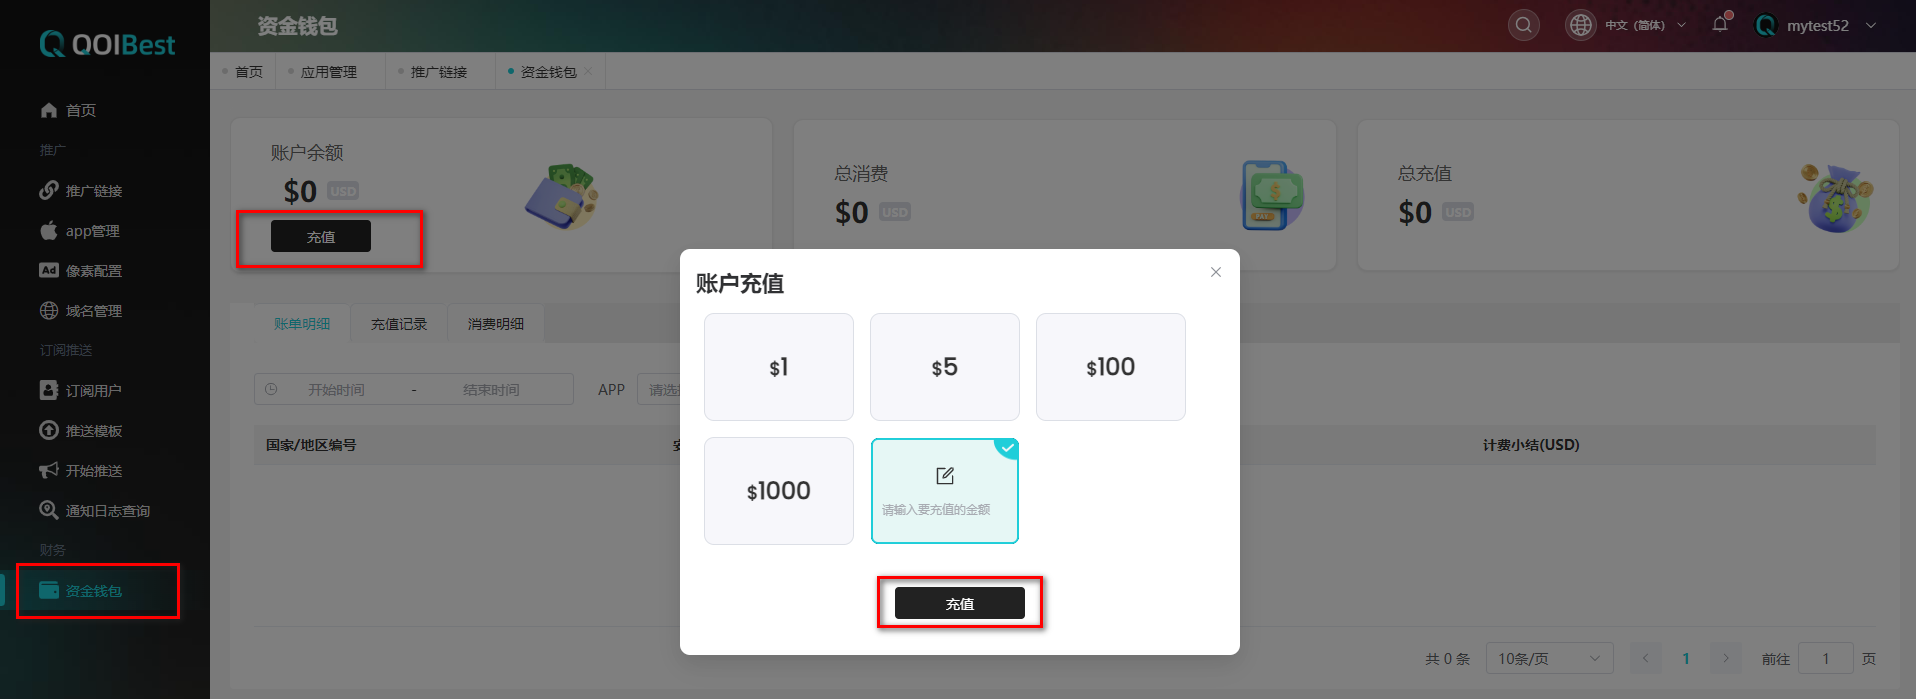 QOIBest
资金钱包
中文 (简体)
mytest52
首页
应用管理
推广链接
资金钱包
首页
推广
推广链接
app管理
Ad 像素配置
域名管理
订阅推送
订阅用户
推送模板
开始推送
通知日志查询
财务
资金钱包
账户余额
$0 USD
充值
总消费
$0 USD
PAY
总充值
$0 USD
账单明细
充值记录
消费明细
开始时间 - 结束时间
APP
请选
国家/地区编号
计费小结(USD)
账户充值
$1
$5
$100
$1000
请输入要充值的金额
充值
共 0 条
10条/页
1
前往 1 页